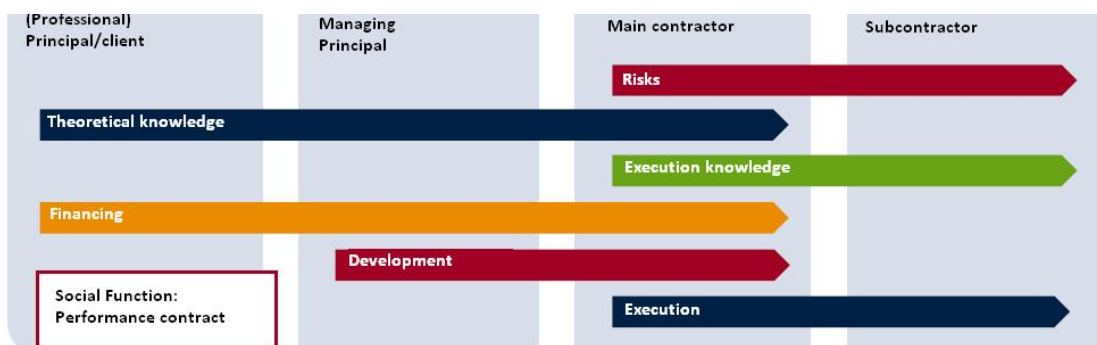 (Professional)
Principal/client
Managing
Principal
Main contractor
Subcontractor
Risks
Theoretical knowledge
Execution knowledge
Financing
Development
Social Function:
Performance contract
Execution